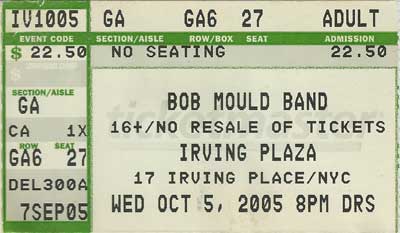 IV1005 GA GA6 27 ADULT
EVENT CODE SECTION/AISLE ROW/BOX SEAT ADMISSION
$ 22.50 NO SEATING 22.50
SECTION/AISLE
GA
BOB MOULD BAND
CA 1X
16+/NO RESALE OF TICKETS
ROW SEAT
GA6 27
IRVING PLAZA
DEL300A
17 IRVING PLACE/NYC
7SEP05
WED OCT 5, 2005 8PM DRS
ticketmaster